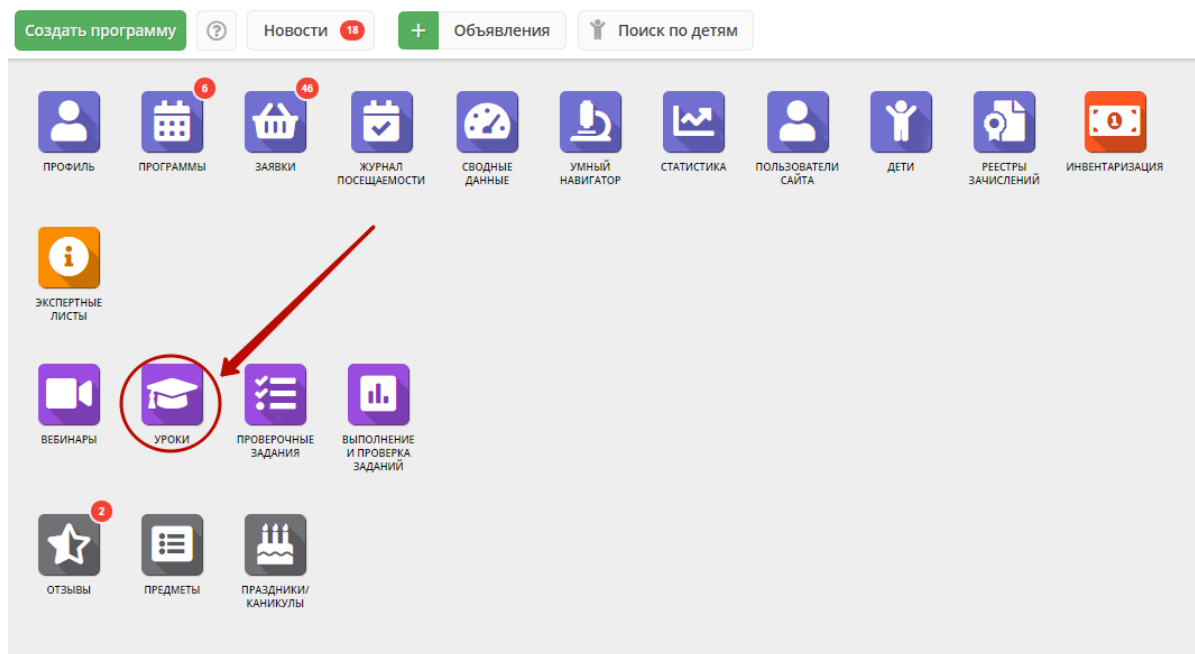 Создать программу ? Новости 18 + Объявления Поиск по детям
6 46
ПРОФИЛЬ ПРОГРАММЫ ЗАЯВКИ ЖУРНАЛ ПОСЕЩАЕМОСТИ СВОДНЫЕ ДАННЫЕ УМНЫЙ НАВИГАТОР СТАТИСТИКА ПОЛЬЗОВАТЕЛИ САЙТА ДЕТИ РЕЕСТРЫ ЗАЧИСЛЕНИЙ ИНВЕНТАРИЗАЦИЯ
ЭКСПЕРТНЫЕ
ЛИСТЫ
ВЕБИНАРЫ УРОКИ ПРОВЕРОЧНЫЕ ЗАДАНИЯ ВЫПОЛНЕНИЕ И ПРОВЕРКА ЗАДАНИЙ
2
ОТЗЫВЫ ПРЕДМЕТЫ ПРАЗДНИКИ/ КАНИКУЛЫ